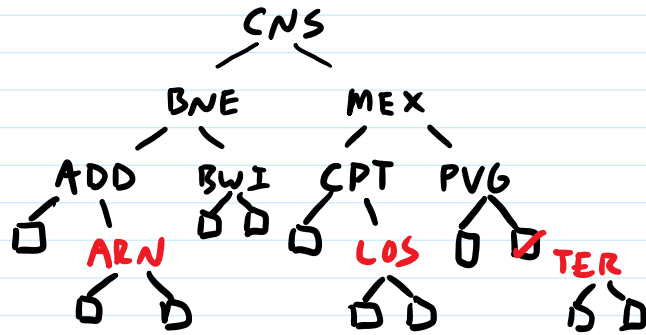 CNS
BNE MEX
ADD BWI CPT PVG
ARN LOS TER